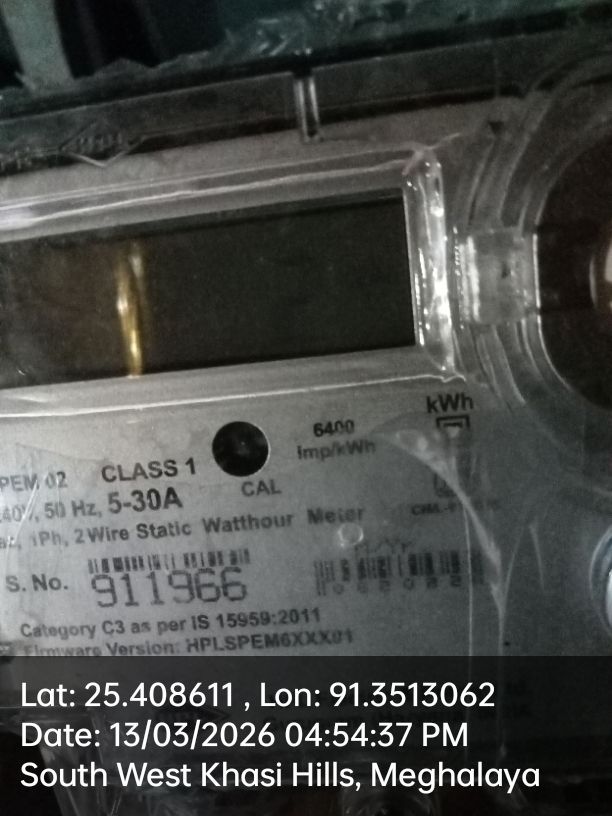 kWh
6400
Imp/kWh
PEM 02 CLASS 1
CAL
50 Hz, 5-30A
1Ph, 2Wire Static Watthour Meter
S. No.
911966
Category C3 as per IS 15959:2011
Firmware Version: HPLSPEM6XXX01
Lat: 25.408611 , Lon: 91.3513062
Date: 13/03/2026 04:54:37 PM
South West Khasi Hills, Meghalaya